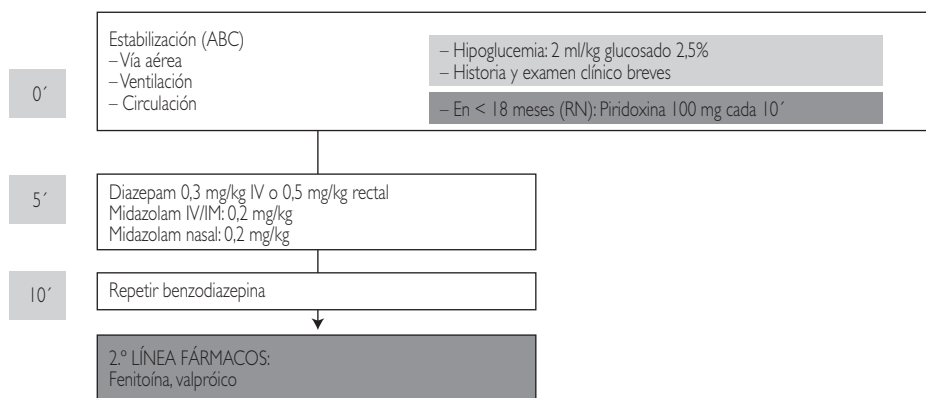 0´
Estabilización (ABC)
– Vía aérea
– Ventilación
– Circulación
– Hipoglucemia: 2 ml/kg glucosado 2,5%
– Historia y examen clínico breves
– En < 18 meses (RN): Piridoxina 100 mg cada 10´
5´
Diazepam 0,3 mg/kg IV o 0,5 mg/kg rectal
Midazolam IV/IM: 0,2 mg/kg
Midazolam nasal: 0,2 mg/kg
10´
Repetir benzodiazepina
2.º LÍNEA FÁRMACOS:
Fenitoína, valpróico